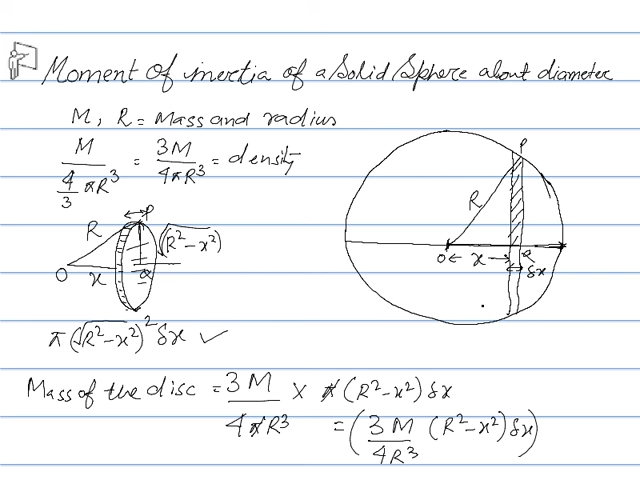 Moment of inertia of a Solid Sphere about diameter
M, R = Mass and radius
M / (4/3 πR³) = 3M / 4πR³ = density
P
R
√(R²-x²)
O
x
Q
π(√R²-x²)² δx ✓
P
R
O ← x → Q
δx
Mass of the disc = 3M / 4πR³ × π(R²-x²) δx
= (3M / 4R³ (R²-x²) δx)